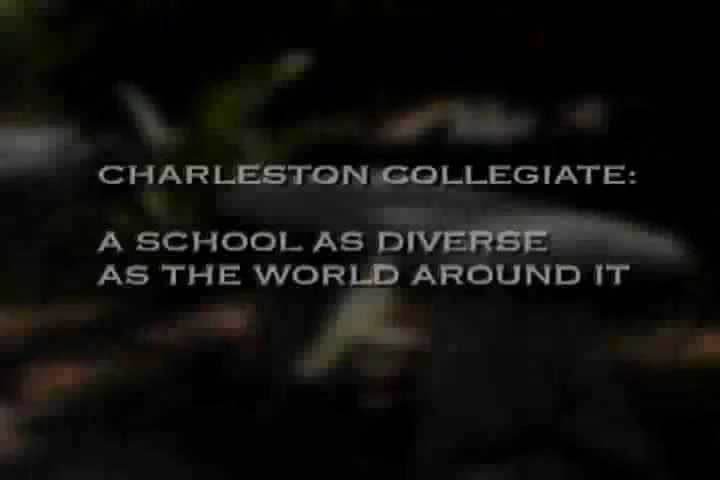 CHARLESTON COLLEGIATE:
A SCHOOL AS DIVERSE
AS THE WORLD AROUND IT